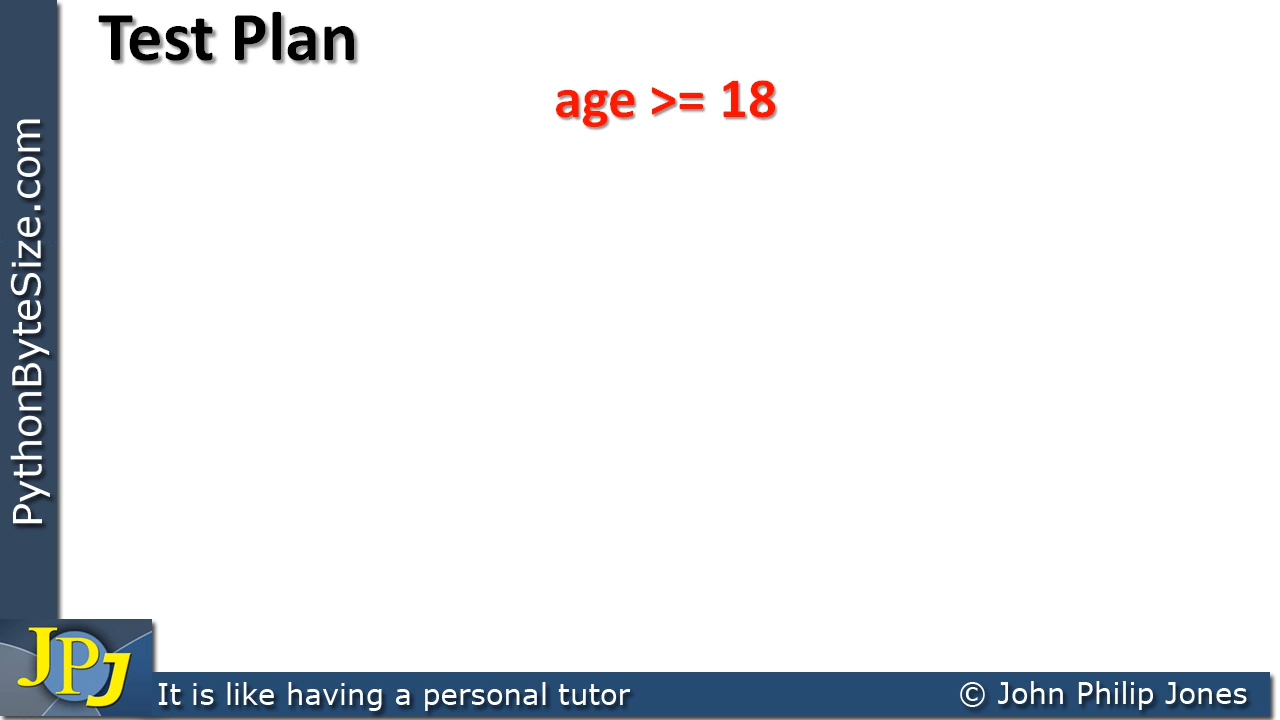 Test Plan
age >= 18
PythonByteSize.com
JPJ
It is like having a personal tutor
© John Philip Jones